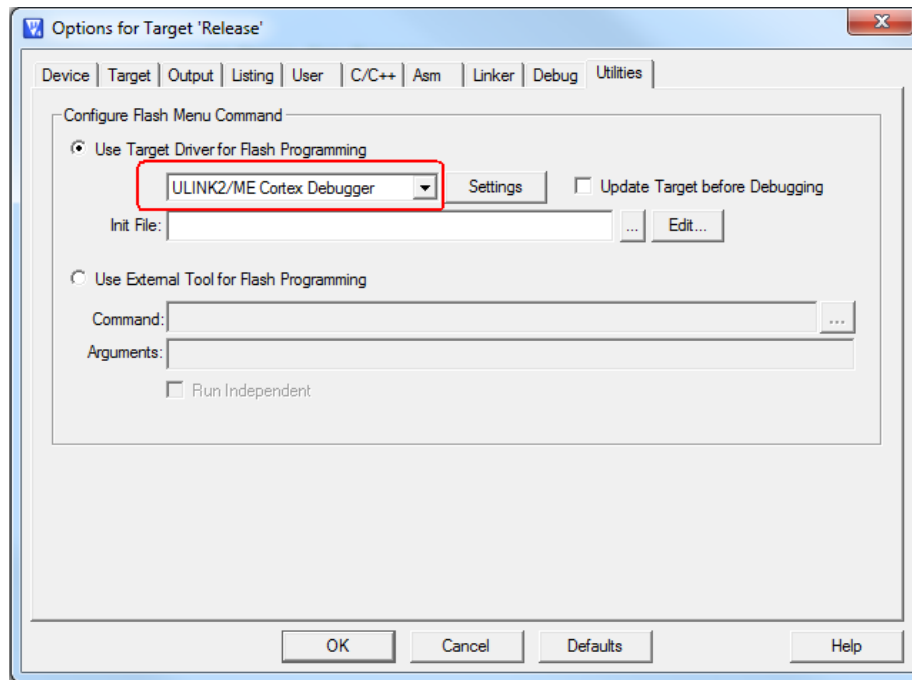 Options for Target 'Release'
Device Target Output Listing User C/C++ Asm Linker Debug Utilities
Configure Flash Menu Command
Use Target Driver for Flash Programming
ULINK2/ME Cortex Debugger Settings Update Target before Debugging
Init File: ... Edit...
Use External Tool for Flash Programming
Command: ...
Arguments:
Run Independent
OK Cancel Defaults Help